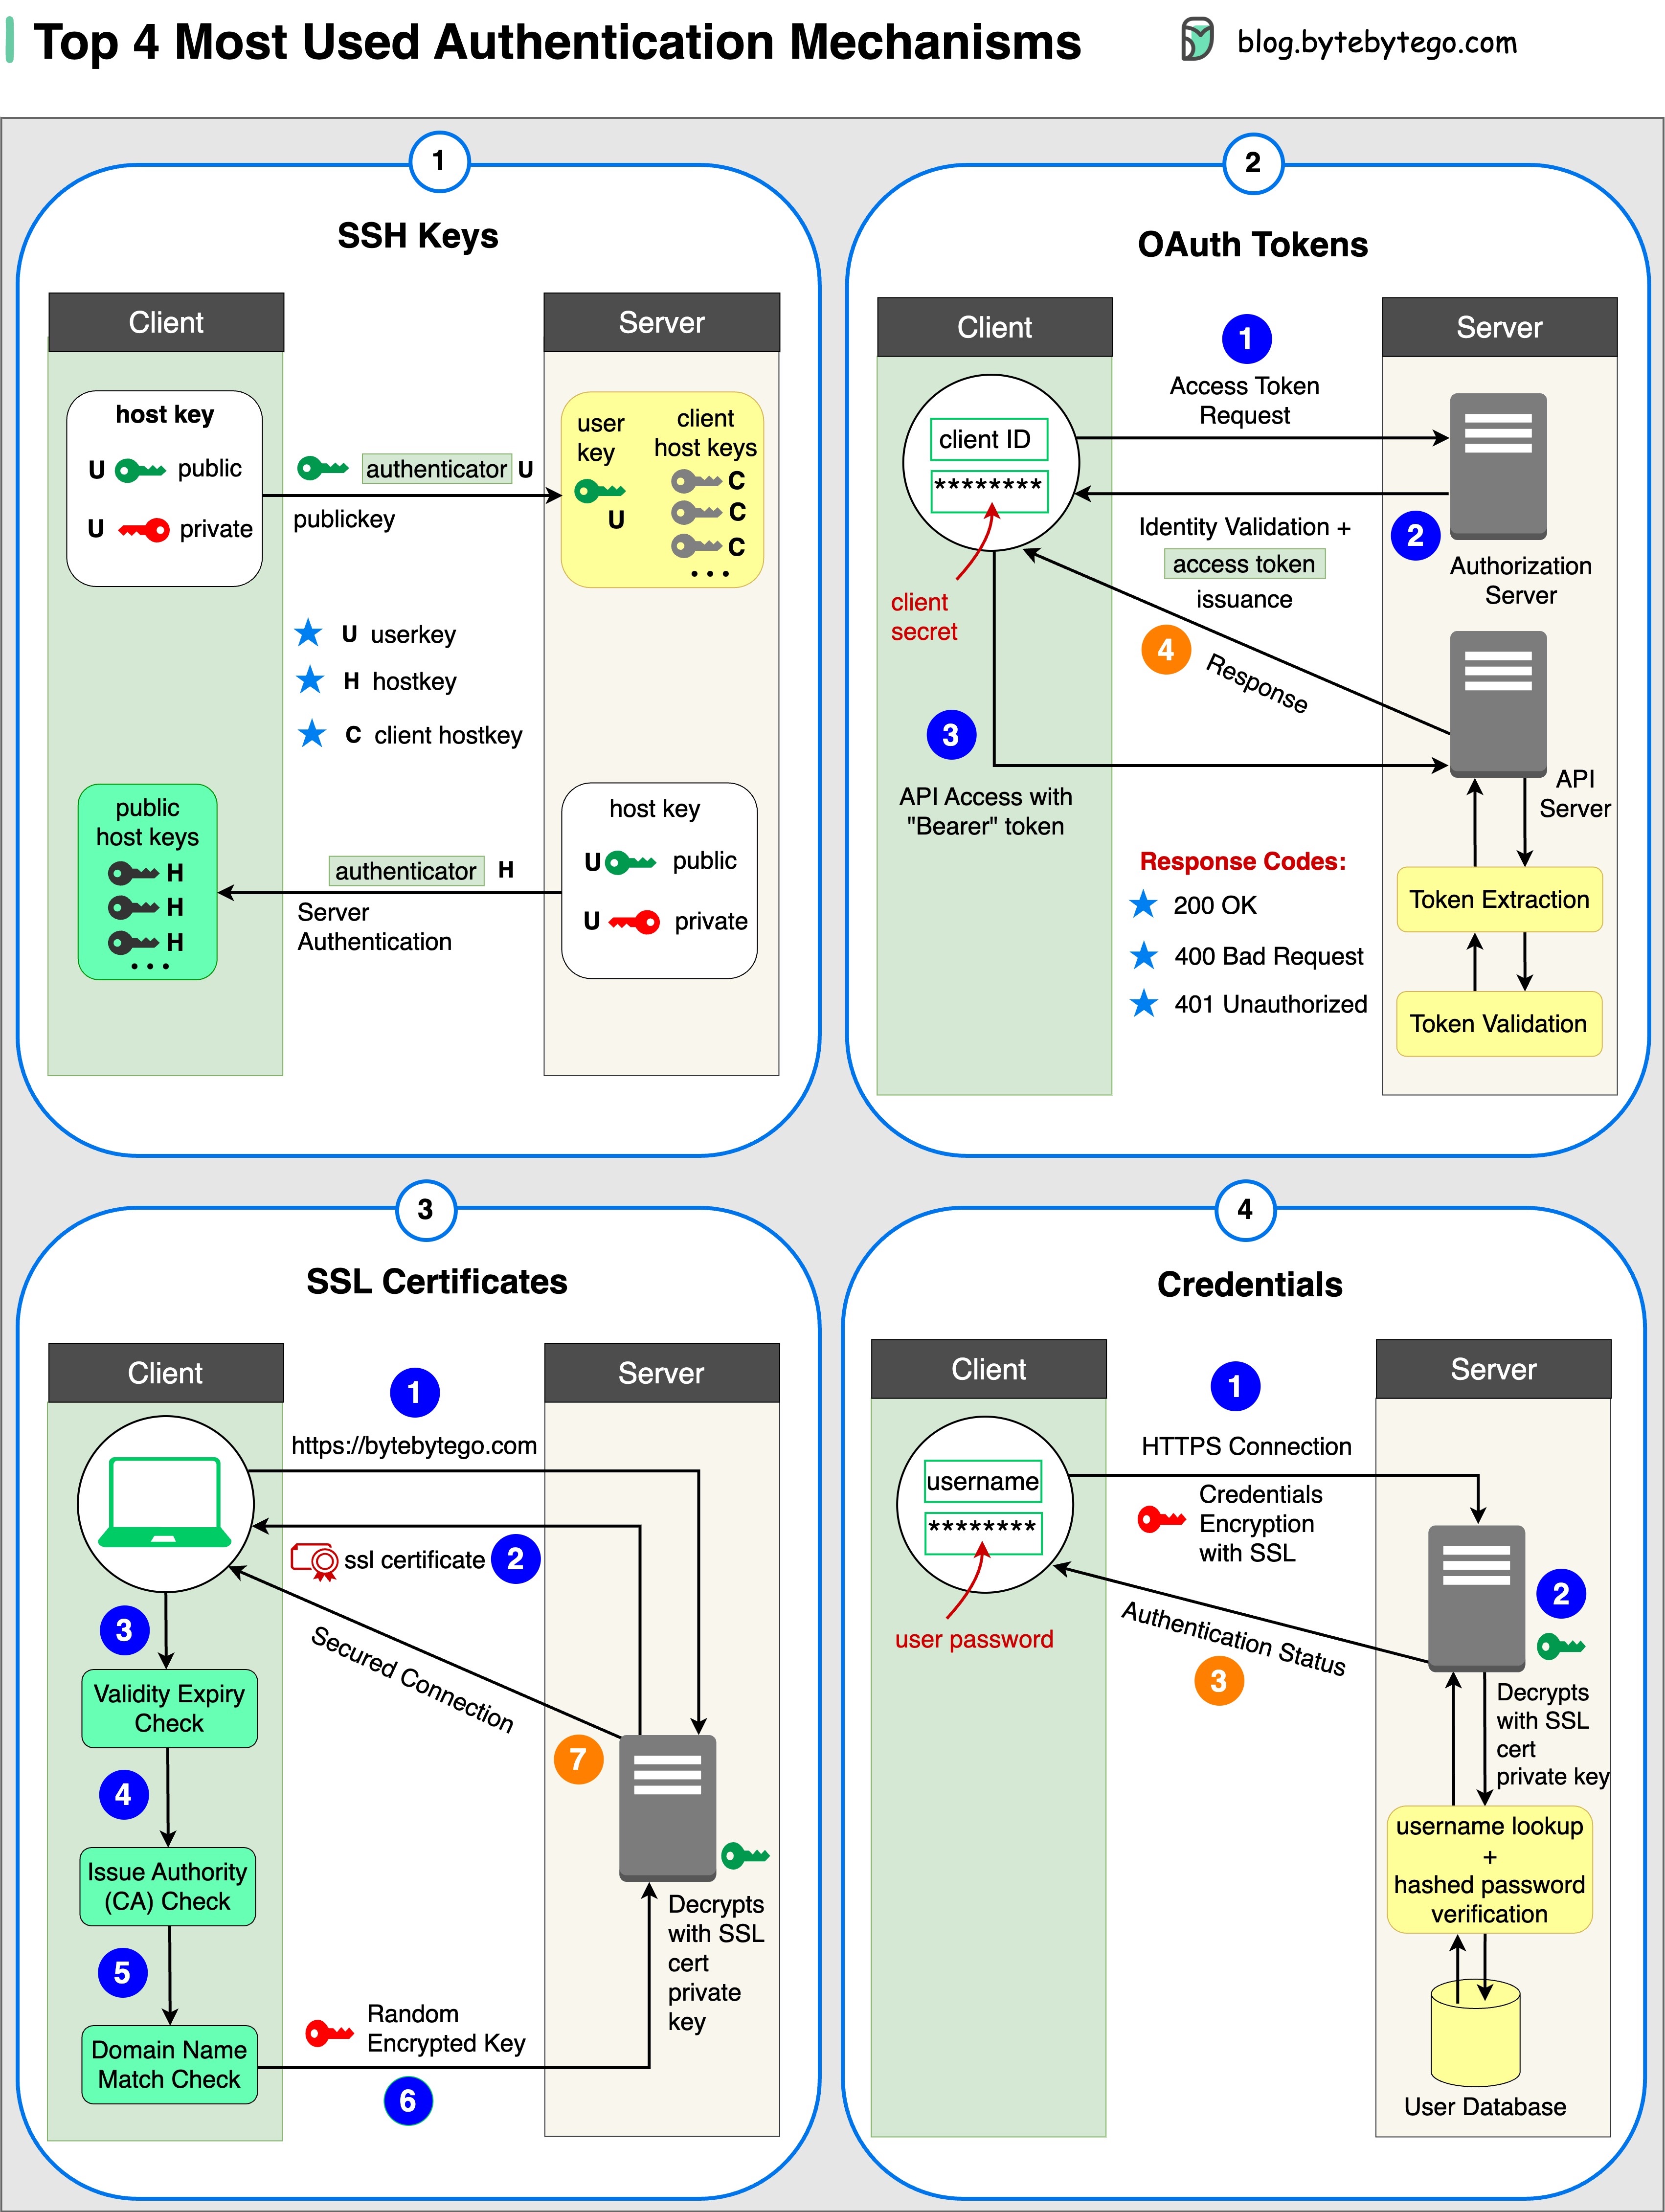 Top 4 Most Used Authentication Mechanisms
blog.bytebytego.com
1
SSH Keys
Client
Server
host key
U public
U private
authenticator U
publickey
user
key
U
client
host keys
C
C
C
...
U userkey
H hostkey
C client hostkey
public
host keys
H
H
H
...
authenticator H
Server
Authentication
host key
U public
U private
2
OAuth Tokens
Client
Server
1
Access Token
Request
client ID
********
client
secret
Identity Validation +
access token
issuance
2
Authorization
Server
4
Response
3
API Access with
"Bearer" token
API
Server
Response Codes:
200 OK
400 Bad Request
401 Unauthorized
Token Extraction
Token Validation
3
SSL Certificates
Client
Server
1
https://bytebytego.com
ssl certificate 2
3
Secured Connection
Validity Expiry
Check
7
4
Issue Authority
(CA) Check
5
Decrypts
with SSL
cert
private
key
Random
Encrypted Key
Domain Name
Match Check
6
4
Credentials
Client
Server
1
HTTPS Connection
username
********
user password
Credentials
Encryption
with SSL
2
Authentication Status
3
Decrypts
with SSL
cert
private key
username lookup
+
hashed password
verification
User Database